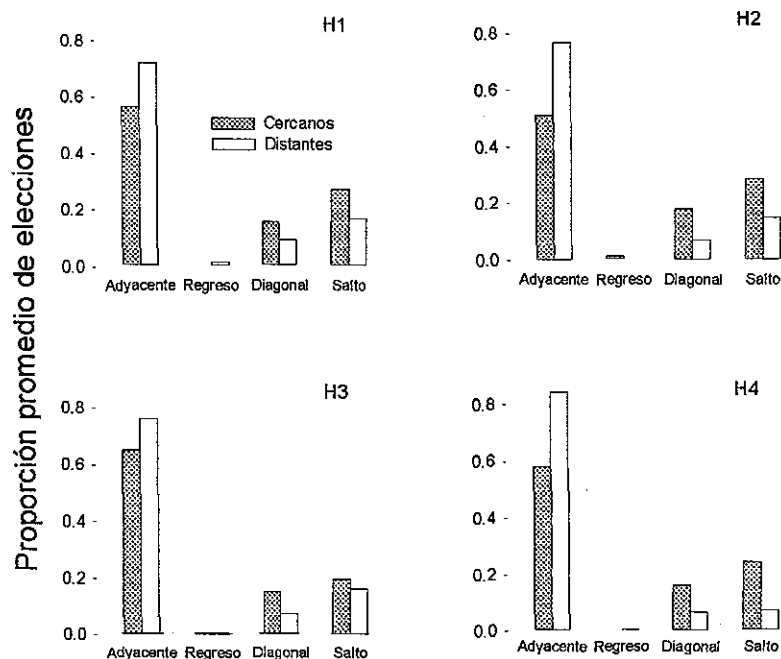 Proporción promedio de elecciones
H1
0.8
0.6
0.4
0.2
0.0
Cercanos
Distantes
Adyacente Regreso Diagonal Salto
H2
0.8
0.6
0.4
0.2
0.0
Adyacente Regreso Diagonal Salto
H3
0.8
0.6
0.4
0.2
0.0
Adyacente Regreso Diagonal Salto
H4
0.8
0.6
0.4
0.2
0.0
Adyacente Regreso Diagonal Salto